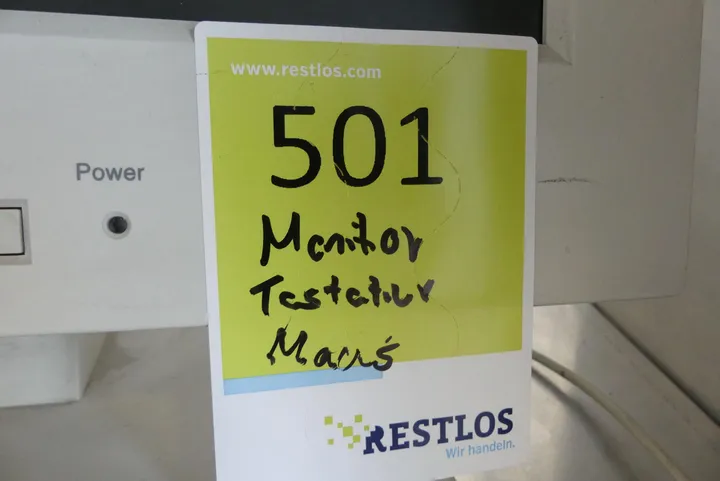 www.restlos.com
501
Power
Monitor
Tastatur
Maus
RESTLOS
Wir handeln.